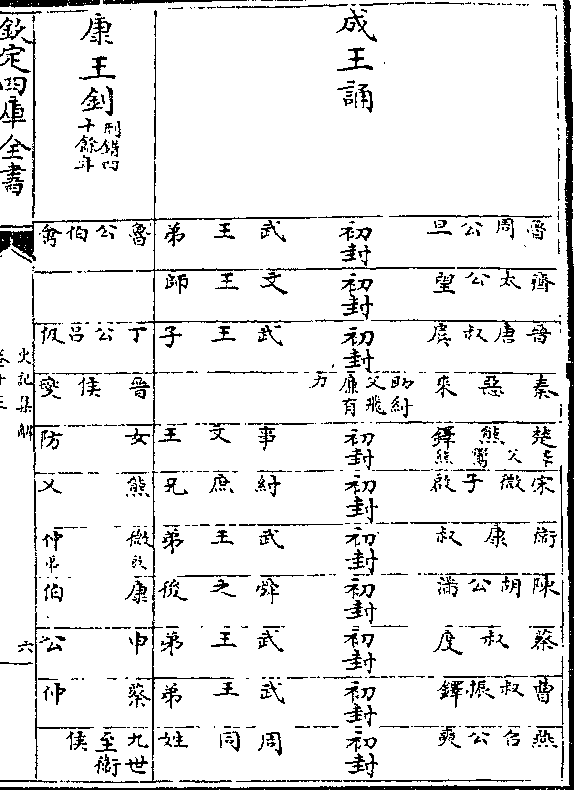 成王誦
魯周公旦 初封 武王弟
齊太公望 初封 文王師
晉唐叔虞 初封 武王子
秦惡來 助紂父飛廉有力
楚熊繹 父鬻熊 初封 事文王
宋微子啟 初封 紂庶兄
衛康叔 初封 武王弟
陳胡公滿 初封 舜之後
蔡叔度 初封 武王弟
曹叔振鐸 初封 武王弟
燕召公奭 初封 周同姓
康王釗 刑錯四十餘年
魯公伯禽
丁公呂伋
晉侯燮
女防
熊乂
微仲 啟弟
康伯
申公
蔡仲
九世至衛侯
欽定四庫全書
史記集解
卷十三
六